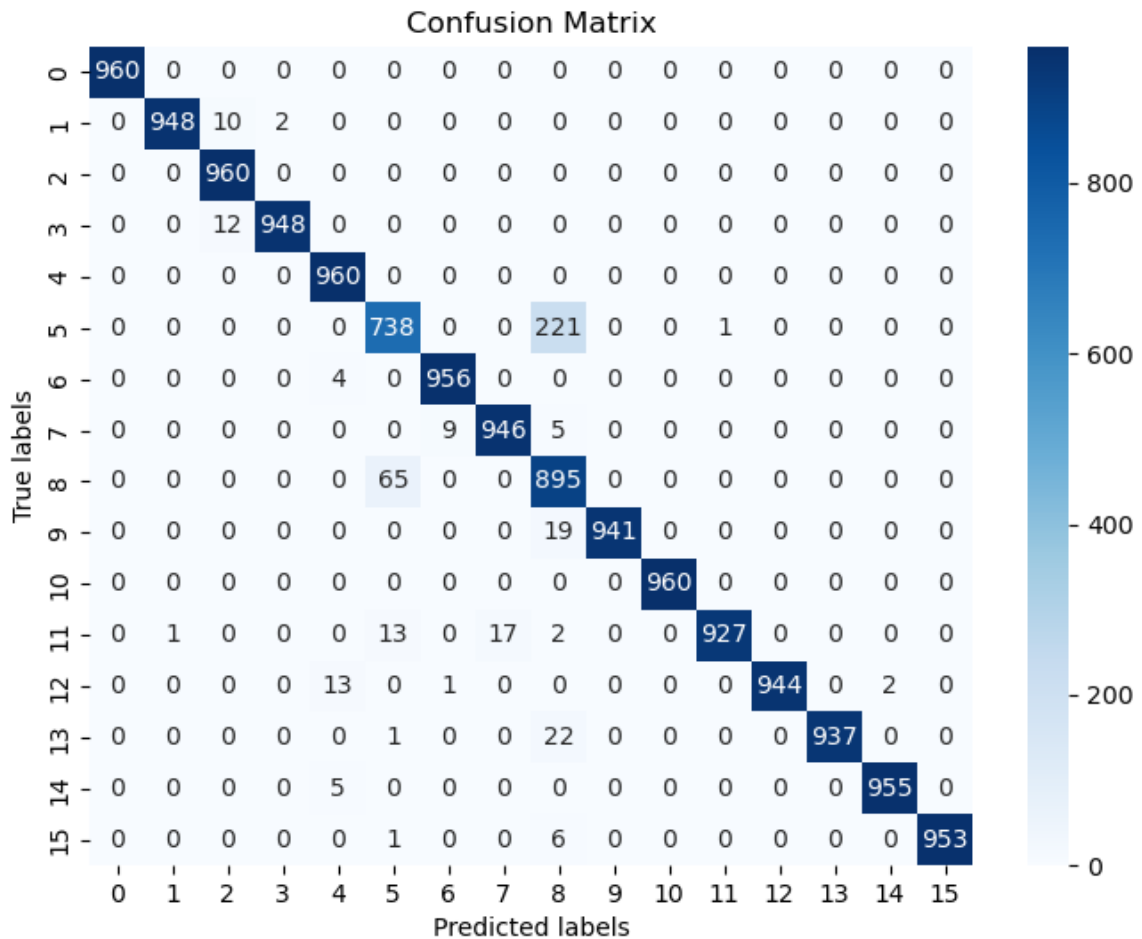 Confusion Matrix
0 960 0 0 0 0 0 0 0 0 0 0 0 0 0 0 0
1 0 948 10 2 0 0 0 0 0 0 0 0 0 0 0 0
2 0 0 960 0 0 0 0 0 0 0 0 0 0 0 0 0
3 0 0 12 948 0 0 0 0 0 0 0 0 0 0 0 0
4 0 0 0 0 960 0 0 0 0 0 0 0 0 0 0 0
5 0 0 0 0 0 738 0 0 221 0 0 1 0 0 0 0
6 0 0 0 0 4 0 956 0 0 0 0 0 0 0 0 0
7 0 0 0 0 0 0 9 946 5 0 0 0 0 0 0 0
8 0 0 0 0 0 65 0 0 895 0 0 0 0 0 0 0
9 0 0 0 0 0 0 0 0 19 941 0 0 0 0 0 0
10 0 0 0 0 0 0 0 0 0 0 960 0 0 0 0 0
11 0 1 0 0 0 13 0 17 2 0 0 927 0 0 0 0
12 0 0 0 0 13 0 1 0 0 0 0 0 944 0 2 0
13 0 0 0 0 0 1 0 0 22 0 0 0 0 937 0 0
14 0 0 0 0 5 0 0 0 0 0 0 0 0 0 955 0
15 0 0 0 0 0 1 0 0 6 0 0 0 0 0 0 953
0 1 2 3 4 5 6 7 8 9 10 11 12 13 14 15
Predicted labels
True labels
800
600
400
200
0